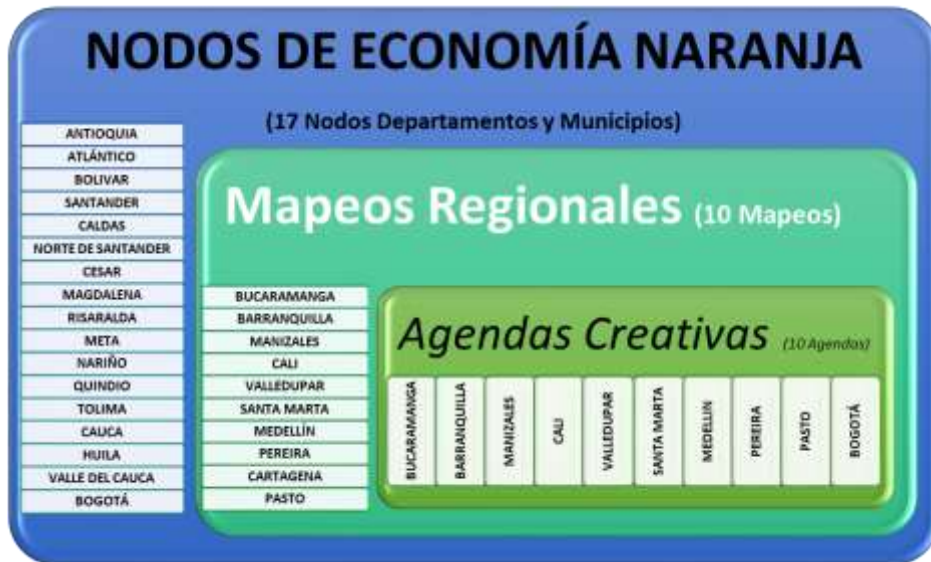 NODOS DE ECONOMÍA NARANJA
(17 Nodos Departamentos y Municipios)
ANTIOQUIA
ATLÁNTICO
BOLIVAR
SANTANDER
CALDAS
NORTE DE SANTANDER
CESAR
MAGDALENA
RISARALDA
META
NARIÑO
QUINDIO
TOLIMA
CAUCA
HUILA
VALLE DEL CAUCA
BOGOTÁ
Mapeos Regionales (10 Mapeos)
BUCARAMANGA
BARRANQUILLA
MANIZALES
CALI
VALLEDUPAR
SANTA MARTA
MEDELLÍN
PEREIRA
CARTAGENA
PASTO
Agendas Creativas (10 Agendas)
BUCARAMANGA
BARRANQUILLA
MANIZALES
CALI
VALLEDUPAR
SANTA MARTA
MEDELLIN
PEREIRA
PASTO
BOGOTÁ